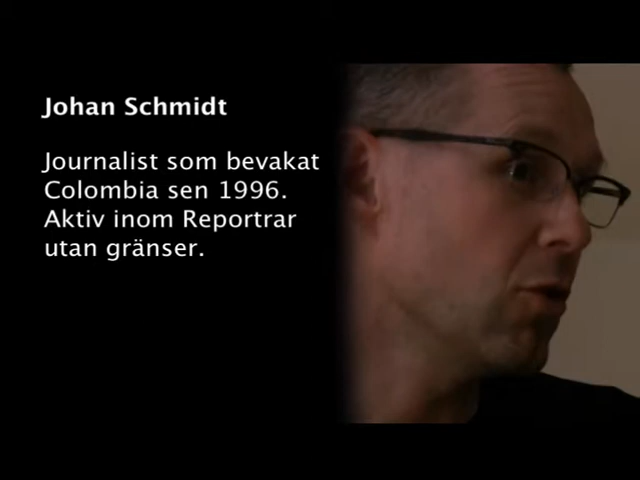 Johan Schmidt
Journalist som bevakat
Colombia sen 1996.
Aktiv inom Reportrar
utan gränser.